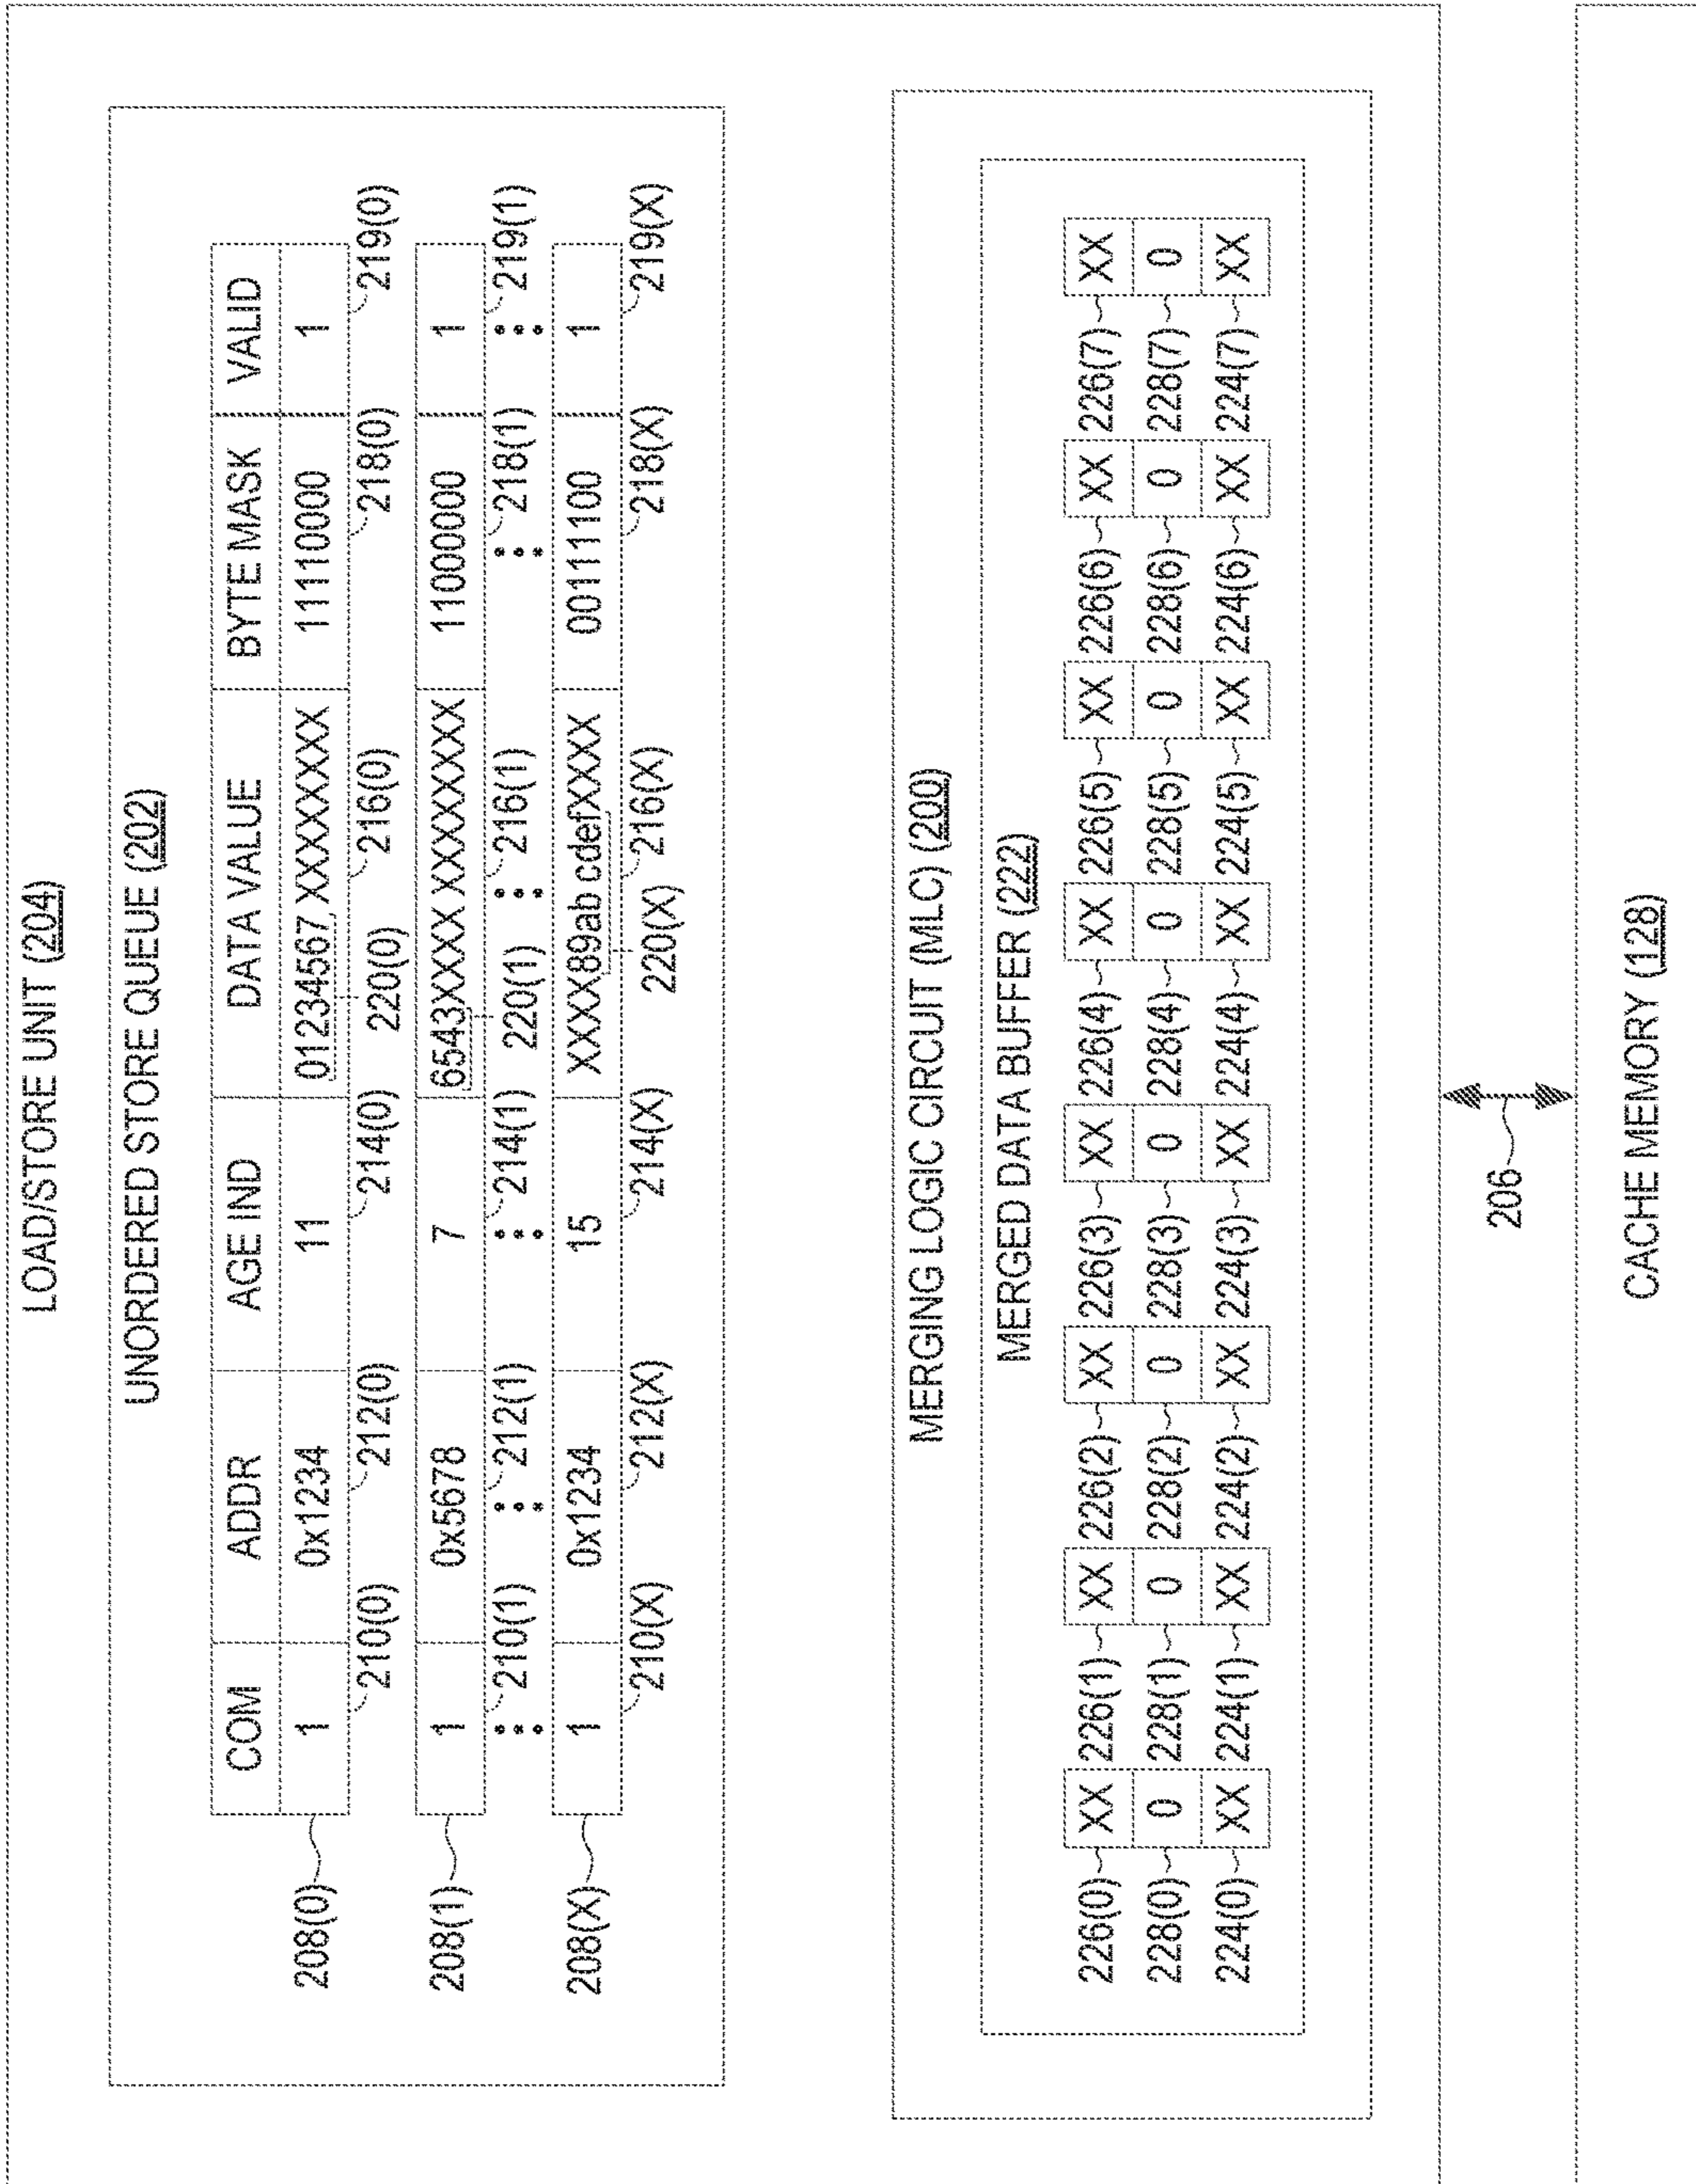 LOAD/STORE UNIT (204)
UNORDERED STORE QUEUE (202)
COM ADDR AGE IND DATA VALUE BYTE MASK VALID
208(0) 1 0x1234 11 01234567 XXXXXXXX 11110000 1
210(0) 212(0) 214(0) 220(0) 216(0) 218(0) 219(0)
208(1) 1 0x5678 7 6543XXXX XXXXXXXX 11000000 1
210(1) 212(1) 214(1) 220(1) 216(1) 218(1) 219(1)
208(X) 1 0x1234 15 XXXX89ab cdefXXXX 00111100 1
210(X) 212(X) 214(X) 220(X) 216(X) 218(X) 219(X)
MERGING LOGIC CIRCUIT (MLC) (200)
MERGED DATA BUFFER (222)
226(0) XX 226(1) XX 226(2) XX 226(3) XX 226(4) XX 226(5) XX 226(6) XX 226(7) XX
228(0) 0 228(1) 0 228(2) 0 228(3) 0 228(4) 0 228(5) 0 228(6) 0 228(7) 0
224(0) XX 224(1) XX 224(2) XX 224(3) XX 224(4) XX 224(5) XX 224(6) XX 224(7) XX
206
CACHE MEMORY (128)